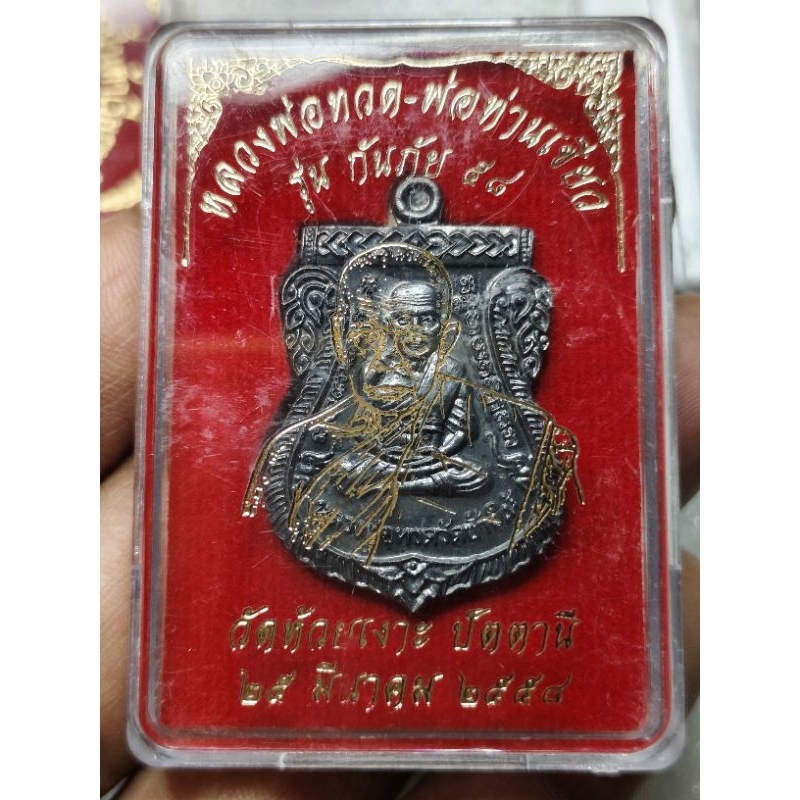 หลวงพ่อทวด-พ่อท่านเขียว
รุ่น กันภัย ๕๔
วัดห้วยเงาะ ปัตตานี
๒๕ มีนาคม ๒๕๕๔